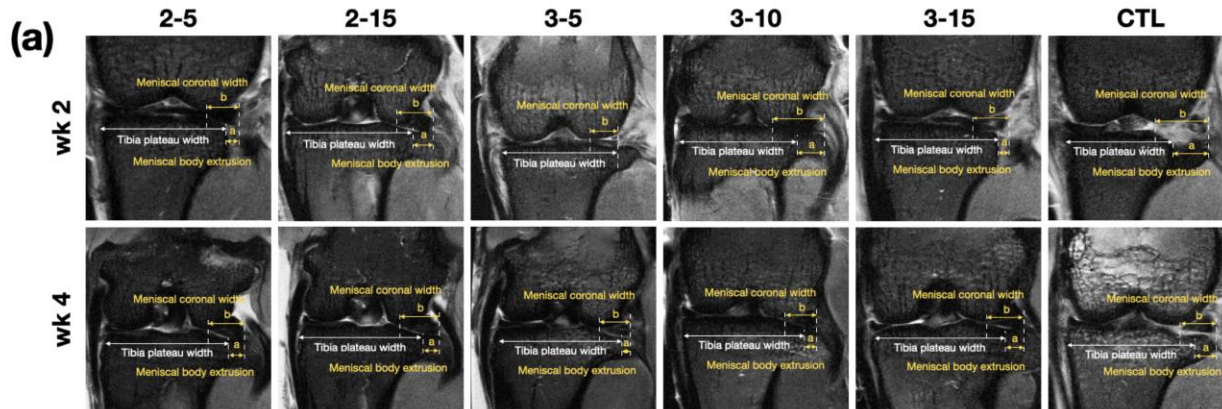 (a)
2-5
2-15
3-5
3-10
3-15
CTL
wk 2
Meniscal coronal width
b
Tibia plateau width
a
Meniscal body extrusion
Meniscal coronal width
b
Tibia plateau width
a
Meniscal body extrusion
Meniscal coronal width
b
Tibia plateau width
Meniscal body extrusion
Meniscal coronal width
b
Tibia plateau width
a
Meniscal body extrusion
Meniscal coronal width
b
Tibia plateau width
a
Meniscal body extrusion
Meniscal coronal width
b
Tibia plateau width
a
Meniscal body extrusion
wk 4
Meniscal coronal width
b
Tibia plateau width
a
Meniscal body extrusion
Meniscal coronal width
b
Tibia plateau width
a
Meniscal body extrusion
Meniscal coronal width
b
Tibia plateau width
a
Meniscal body extrusion
Meniscal coronal width
b
Tibia plateau width
a
Meniscal body extrusion
Meniscal coronal width
b
Tibia plateau width
a
Meniscal body extrusion
Meniscal coronal width
b
Tibia plateau width
a
Meniscal body extrusion